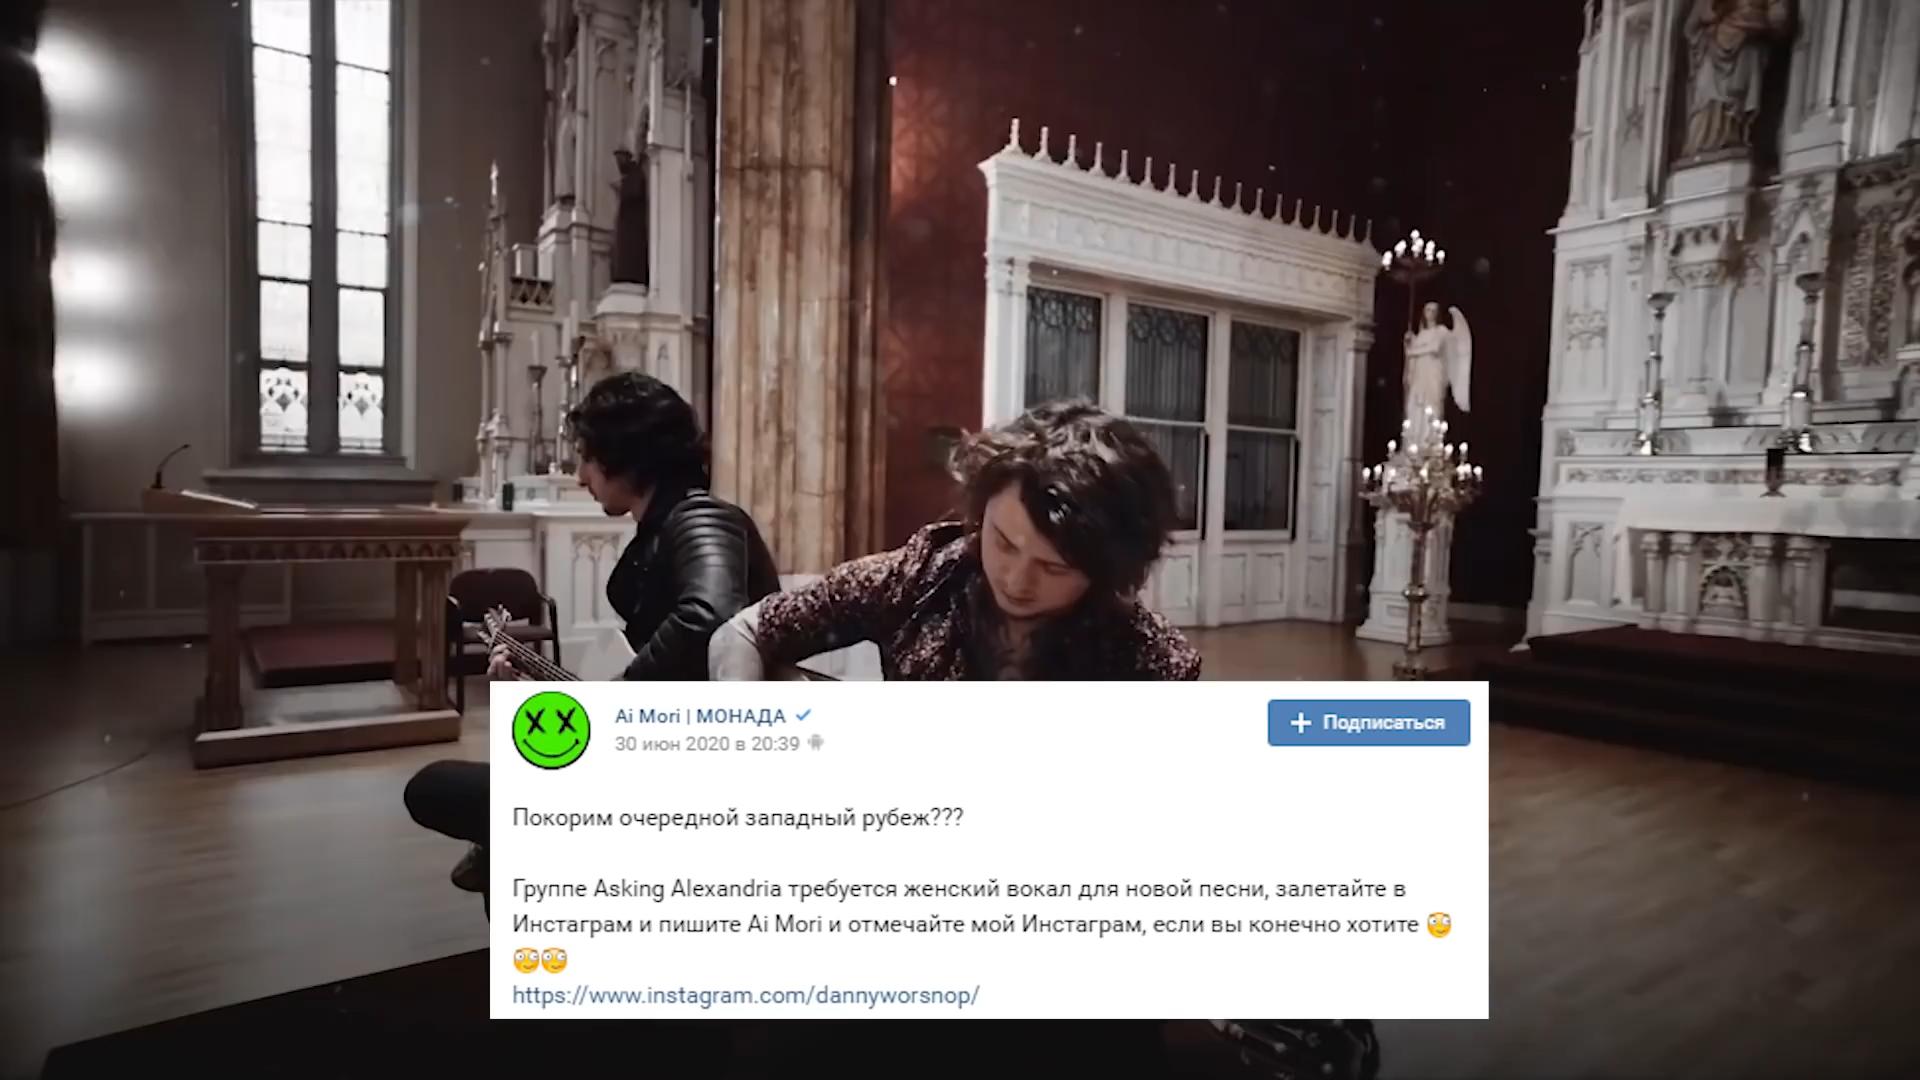 Ai Mori | МОНАДА
30 июн 2020 в 20:39
Подписаться
Покорим очередной западный рубеж???
Группе Asking Alexandria требуется женский вокал для новой песни, залетайте в
Инстаграм и пишите Ai Mori и отмечайте мой Инстаграм, если вы конечно хотите
https://www.instagram.com/dannyworsnop/